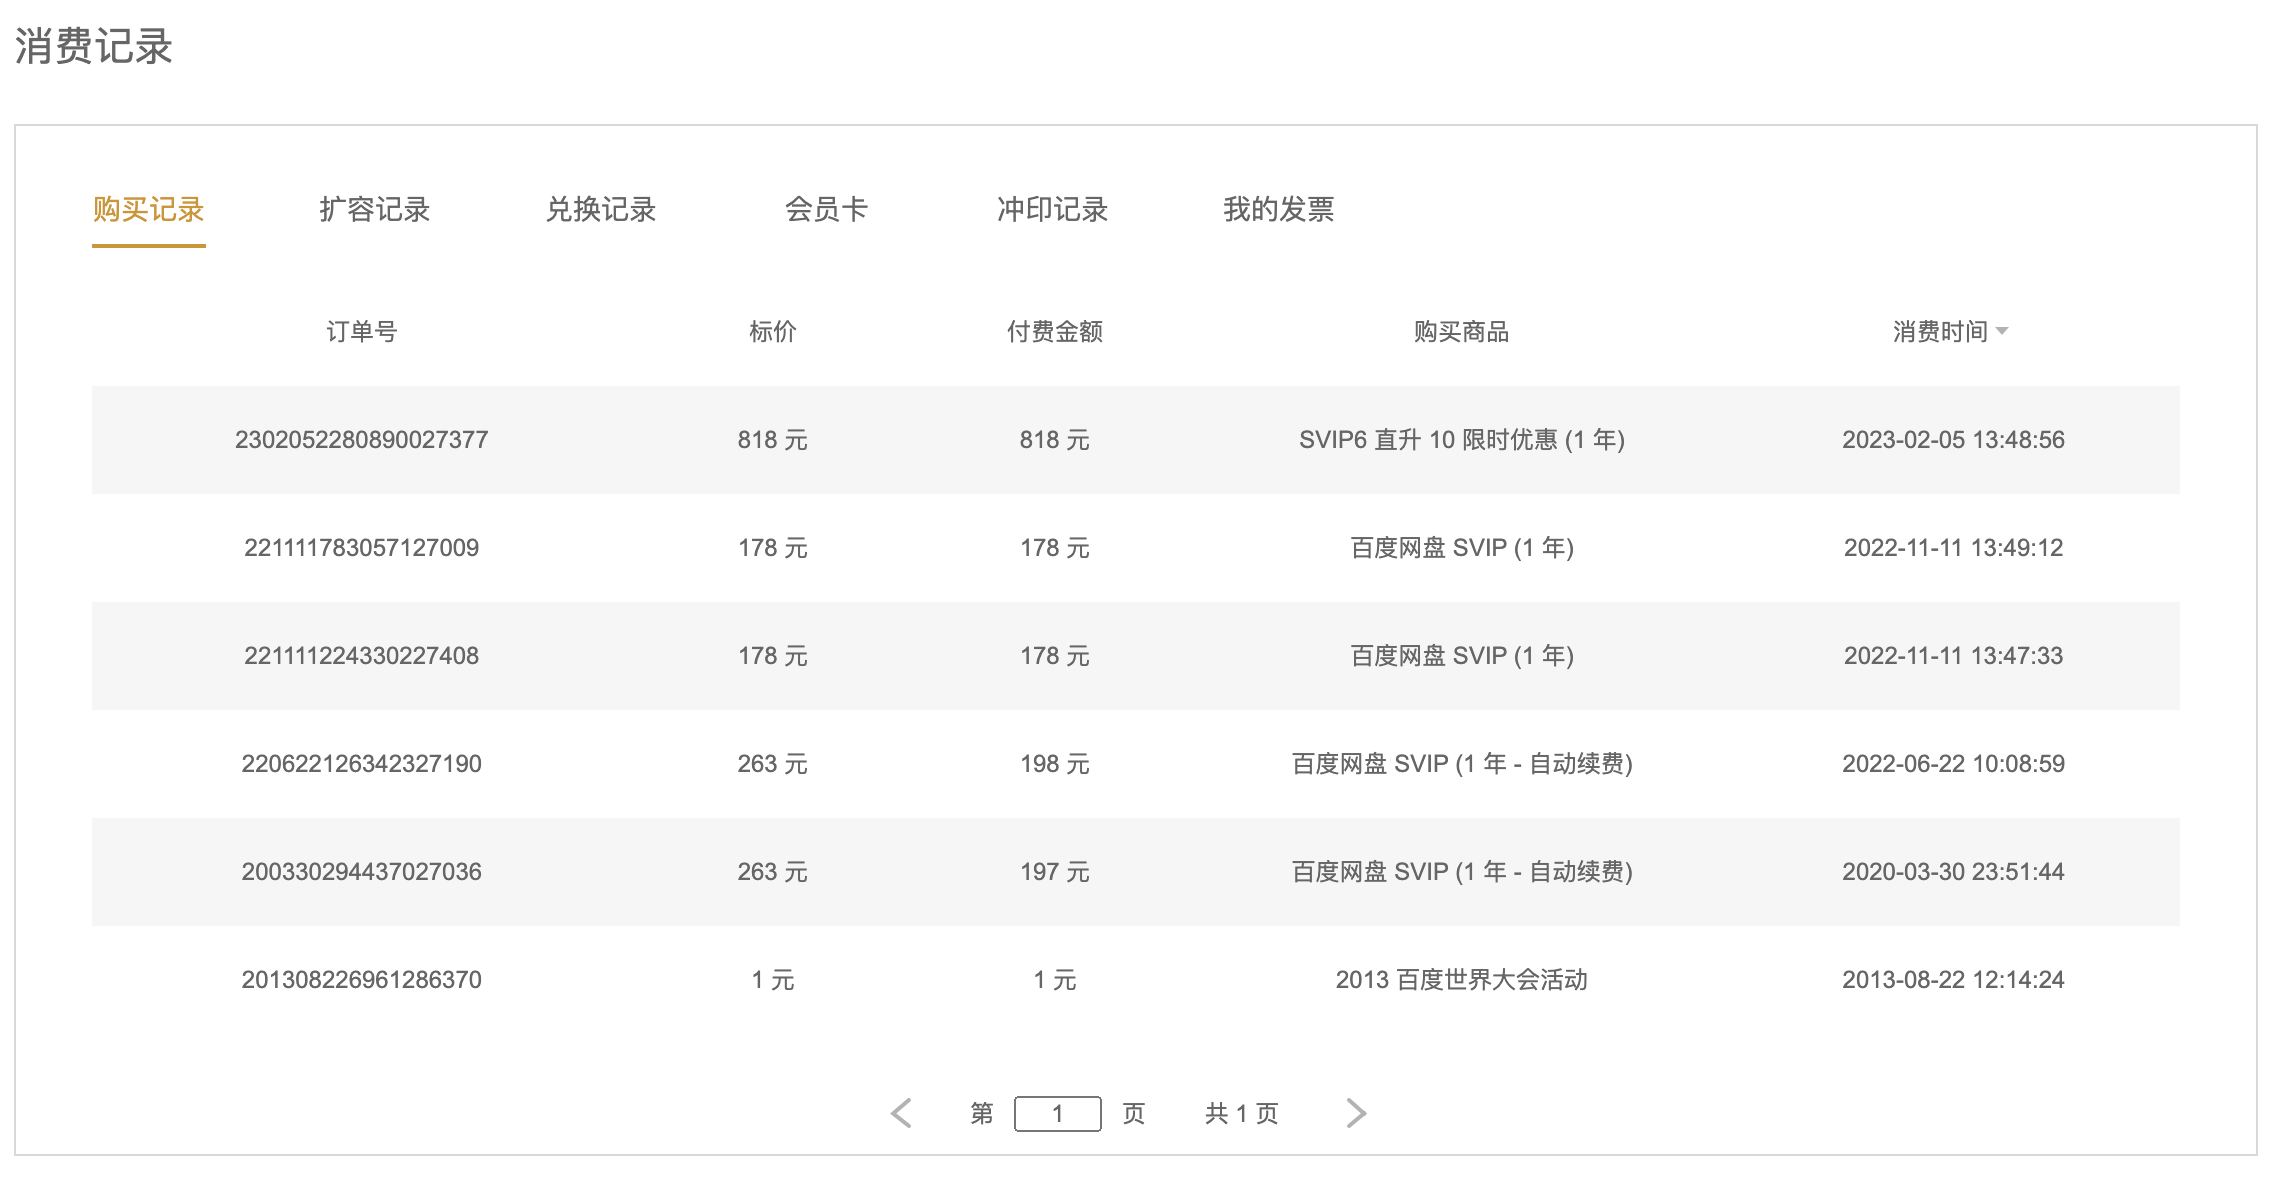 消费记录
购买记录 扩容记录 兑换记录 会员卡 冲印记录 我的发票
订单号 标价 付费金额 购买商品 消费时间
2302052280890027377 818 元 818 元 SVIP6 直升 10 限时优惠 (1 年) 2023-02-05 13:48:56
221111783057127009 178 元 178 元 百度网盘 SVIP (1 年) 2022-11-11 13:49:12
221111224330227408 178 元 178 元 百度网盘 SVIP (1 年) 2022-11-11 13:47:33
220622126342327190 263 元 198 元 百度网盘 SVIP (1 年 - 自动续费) 2022-06-22 10:08:59
200330294437027036 263 元 197 元 百度网盘 SVIP (1 年 - 自动续费) 2020-03-30 23:51:44
201308226961286370 1 元 1 元 2013 百度世界大会活动 2013-08-22 12:14:24
第 1 页 共 1 页